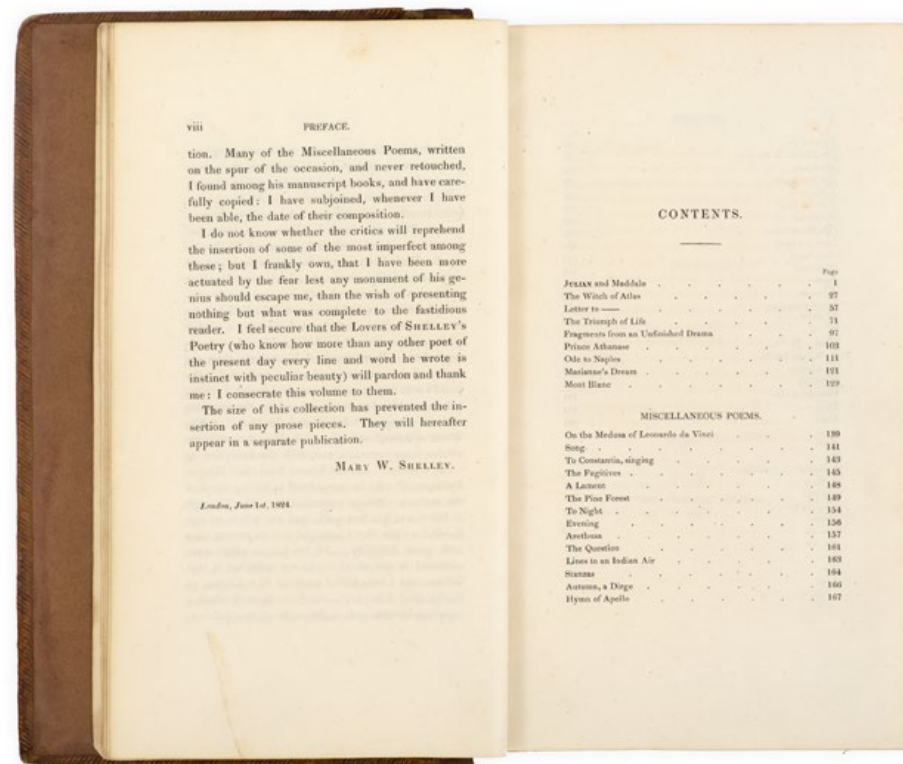 viii PREFACE.
tion. Many of the Miscellaneous Poems, written
on the spur of the occasion, and never retouched,
I found among his manuscript books, and have care-
fully copied: I have subjoined, whenever I have
been able, the date of their composition.
I do not know whether the critics will reprehend
the insertion of some of the most imperfect among
these; but I frankly own, that I have been more
actuated by the fear lest any monument of his ge-
nius should escape me, than the wish of presenting
nothing but what was complete to the fastidious
reader. I feel secure that the Lovers of SHELLEY'S
Poetry (who know how more than any other poet of
the present day every line and word he wrote is
instinct with peculiar beauty) will pardon and thank
me: I consecrate this volume to them.
The size of this collection has prevented the in-
sertion of any prose pieces. They will hereafter
appear in a separate publication.
MARY W. SHELLEY.
London, June 1st, 1824.
CONTENTS.
Page
JULIAN and Maddalo . . . . . . 1
The Witch of Atlas . . . . . . 27
Letter to —— . . . . . . 57
The Triumph of Life . . . . . . 71
Fragments from an Unfinished Drama . . . . 97
Prince Athanase . . . . . . 103
Ode to Naples . . . . . . 111
Marianne's Dream . . . . . . 121
Mont Blanc . . . . . . 129
MISCELLANEOUS POEMS.
On the Medusa of Leonardo da Vinci . . . . 139
Song . . . . . . . 141
To Constantia, singing . . . . . . 143
The Fugitives . . . . . . . 145
A Lament . . . . . . 148
The Pine Forest . . . . . . 149
To Night . . . . . . . 154
Evening . . . . . . 156
Arethusa . . . . . . . 157
The Question . . . . . . 161
Lines to an Indian Air . . . . . . 163
Stanzas . . . . . . 164
Autumn, a Dirge . . . . . . 166
Hymn of Apollo . . . . . . 167